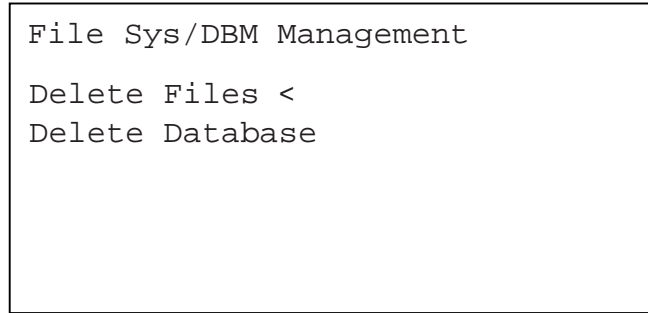 File Sys/DBM Management
Delete Files <
Delete Database